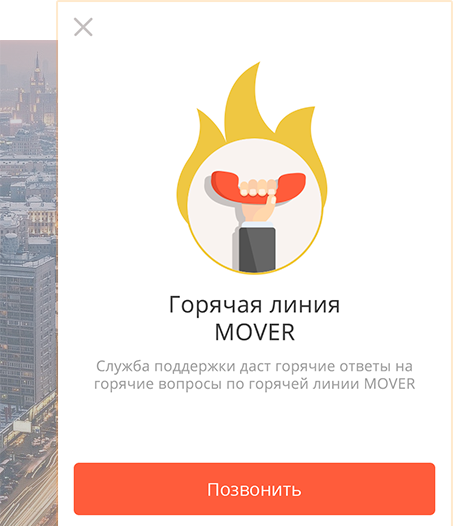 Горячая линия
MOVER
Служба поддержки даст горячие ответы на
горячие вопросы по горячей линии MOVER
Позвонить